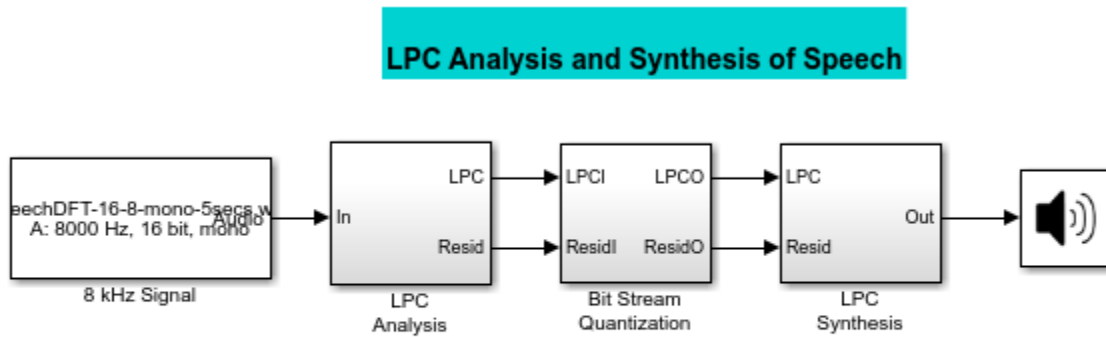 LPC Analysis and Synthesis of Speech
eechDFT-16-8-mono-5secs.w
Audio
A: 8000 Hz, 16 bit, mono
8 kHz Signal
In
LPC
Resid
LPC
Analysis
LPCI
LPCO
ResidI
ResidO
Bit Stream
Quantization
LPC
Resid
Out
LPC
Synthesis